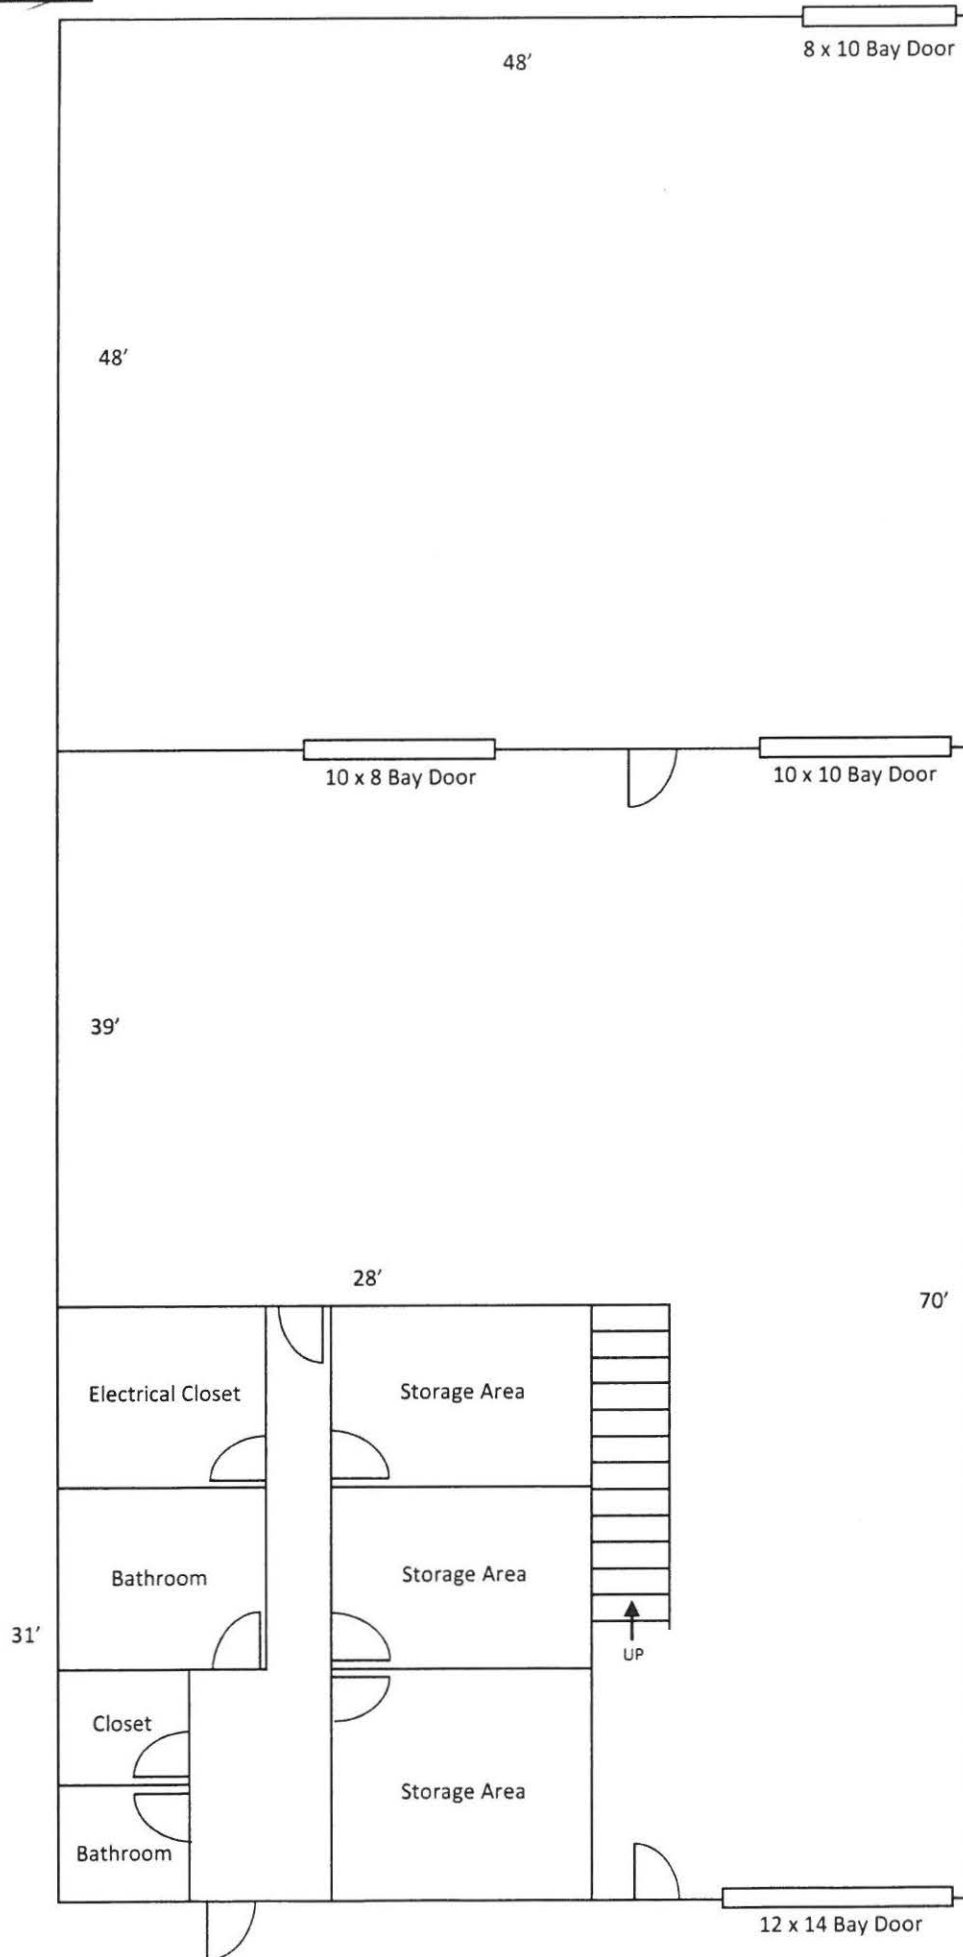 8 x 10 Bay Door
48′
48′
10 x 8 Bay Door
10 x 10 Bay Door
39′
28′
70′
Electrical Closet
Storage Area
Bathroom
Storage Area
31′
UP
Closet
Storage Area
Bathroom
12 x 14 Bay Door